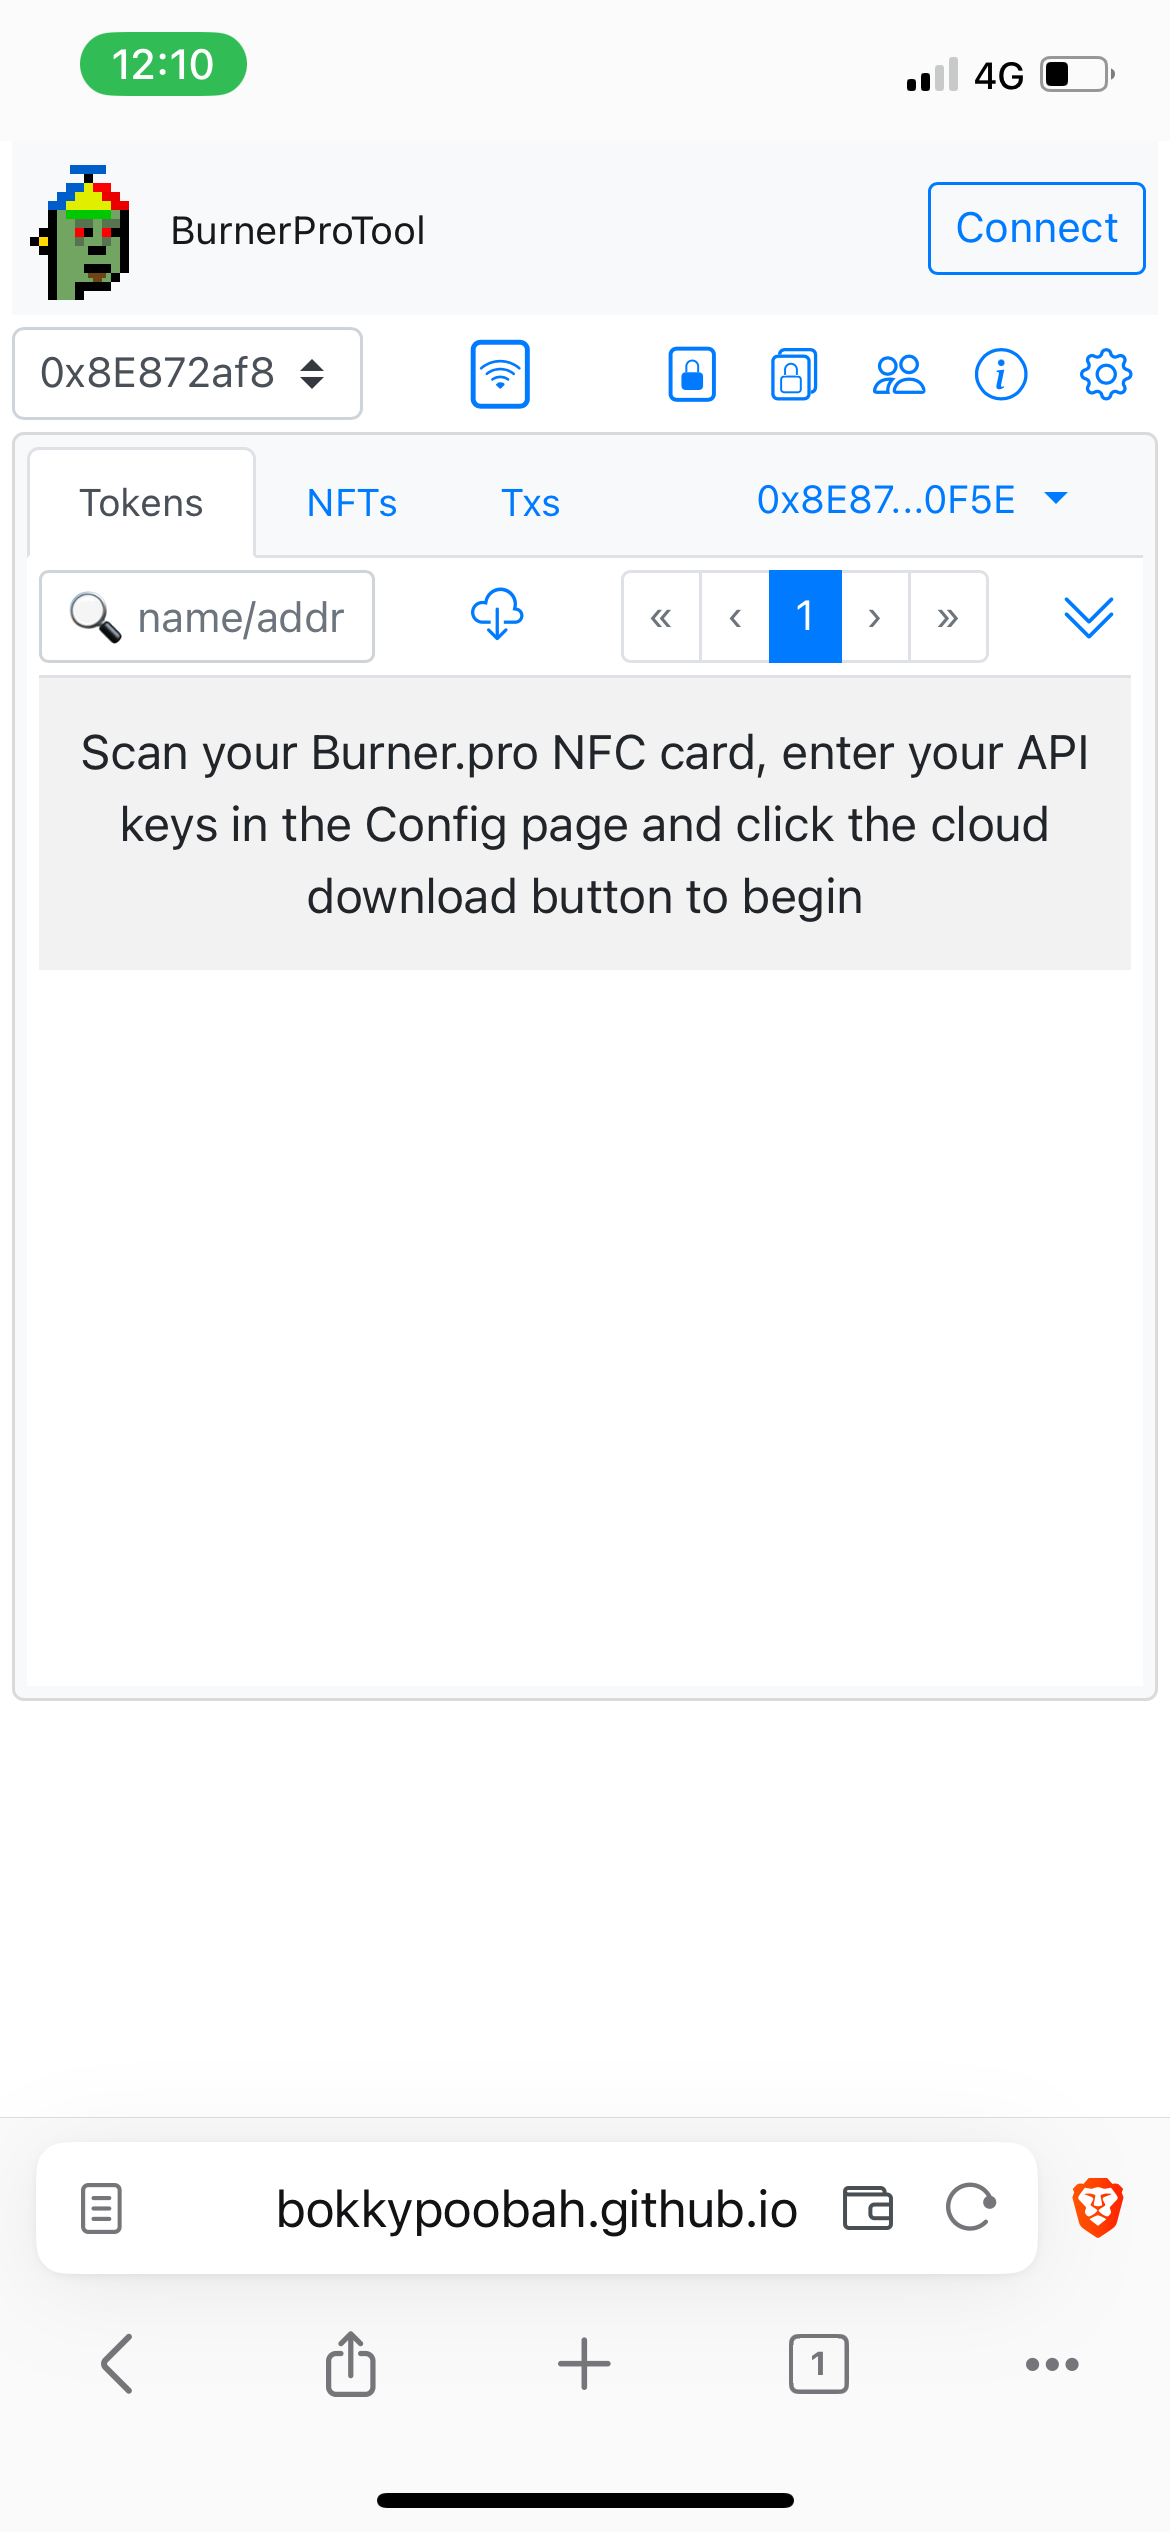 12:10
4G
BurnerProTool
Connect
0x8E872af8
Tokens
NFTs
Txs
0x8E87...0F5E
name/addr
« ‹ 1 › »
Scan your Burner.pro NFC card, enter your API
keys in the Config page and click the cloud
download button to begin
bokkypoobah.github.io
1